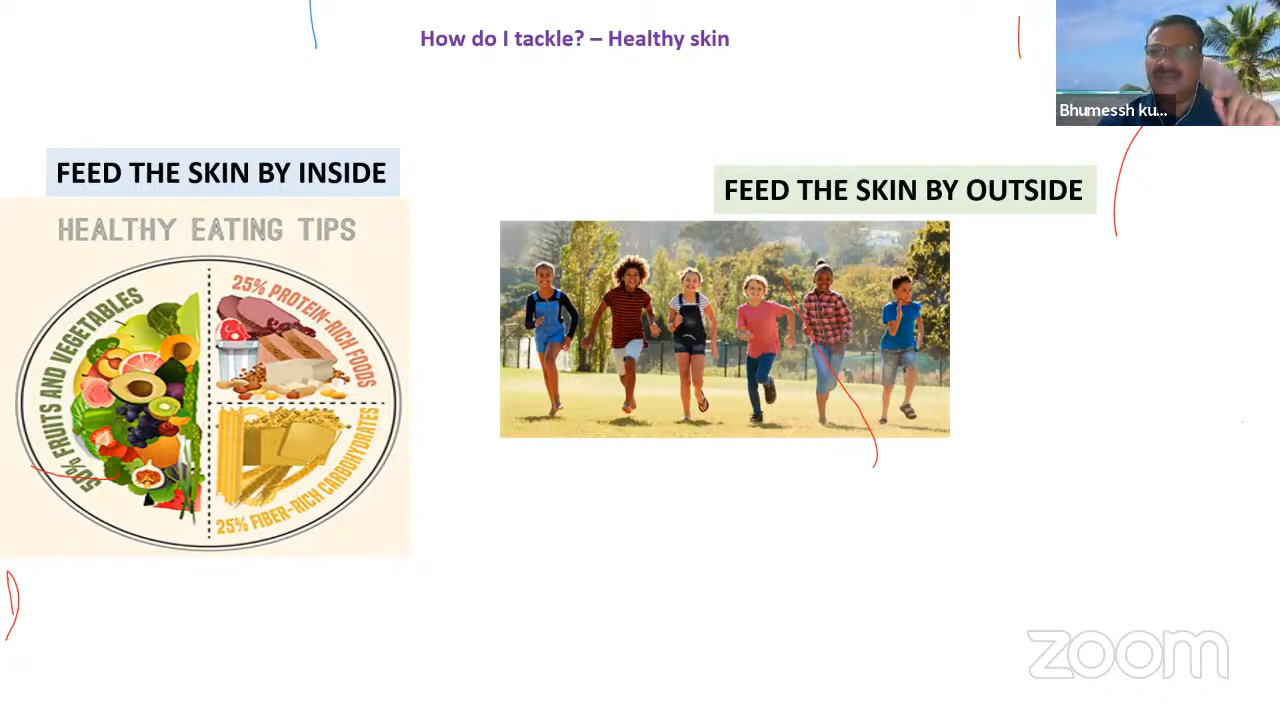 How do I tackle? – Healthy skin
Bhumessh ku...
FEED THE SKIN BY INSIDE
FEED THE SKIN BY OUTSIDE
HEALTHY EATING TIPS
50% FRUITS AND VEGETABLES
25% PROTEIN-RICH FOODS
25% FIBER-RICH CARBOHYDRATES
zoom